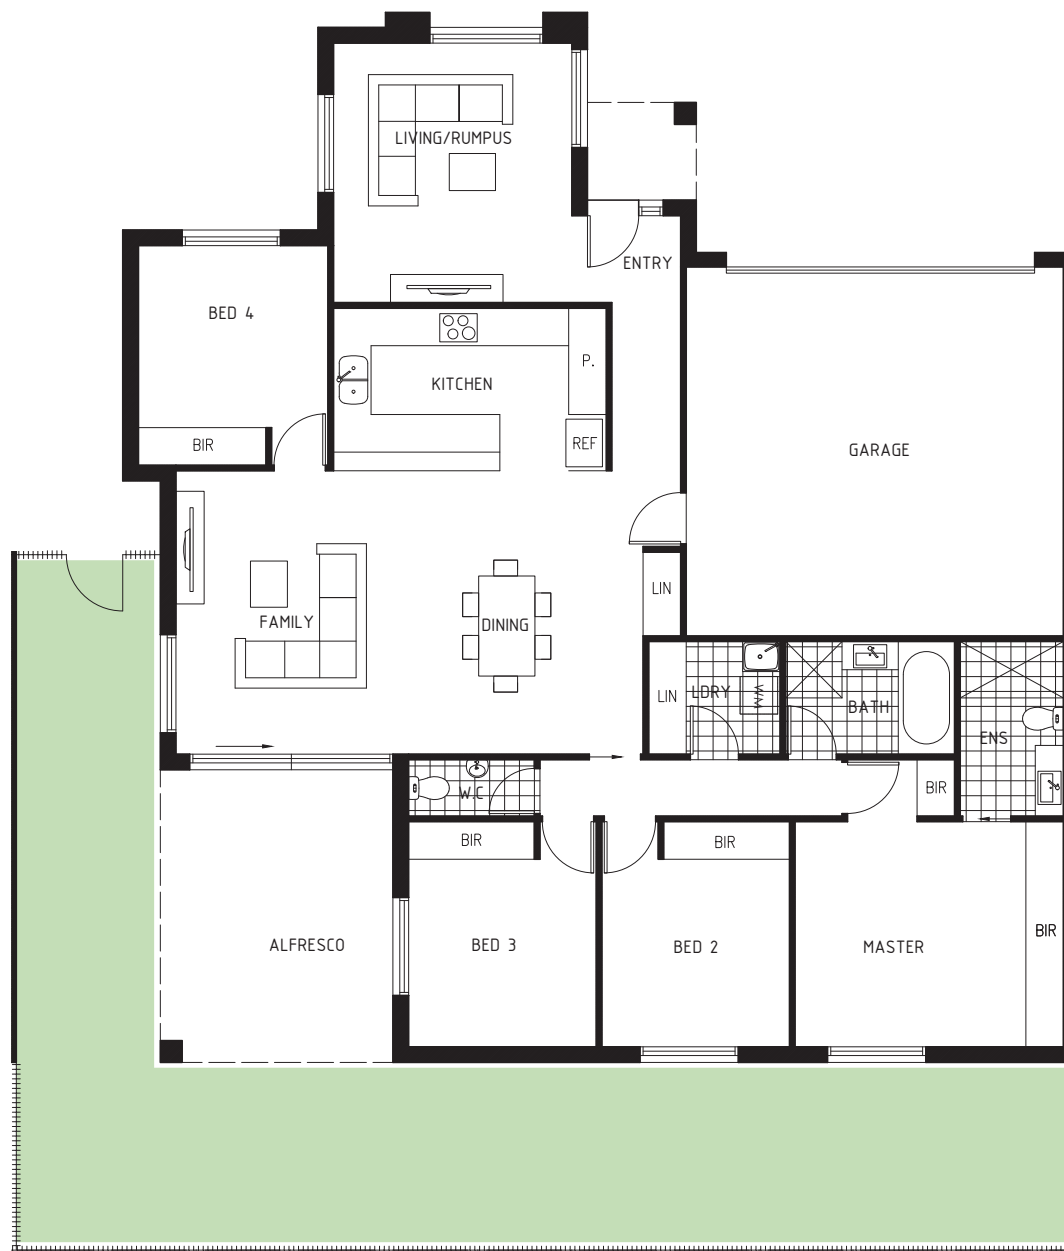 LIVING/RUMPUS
ENTRY
BED 4
P.
KITCHEN
BIR
REF
GARAGE
LIN
FAMILY
DINING
LIN
LDRY
WM
BATH
ENS
W.C
BIR
BIR
BIR
BIR
ALFRESCO
BED 3
BED 2
MASTER